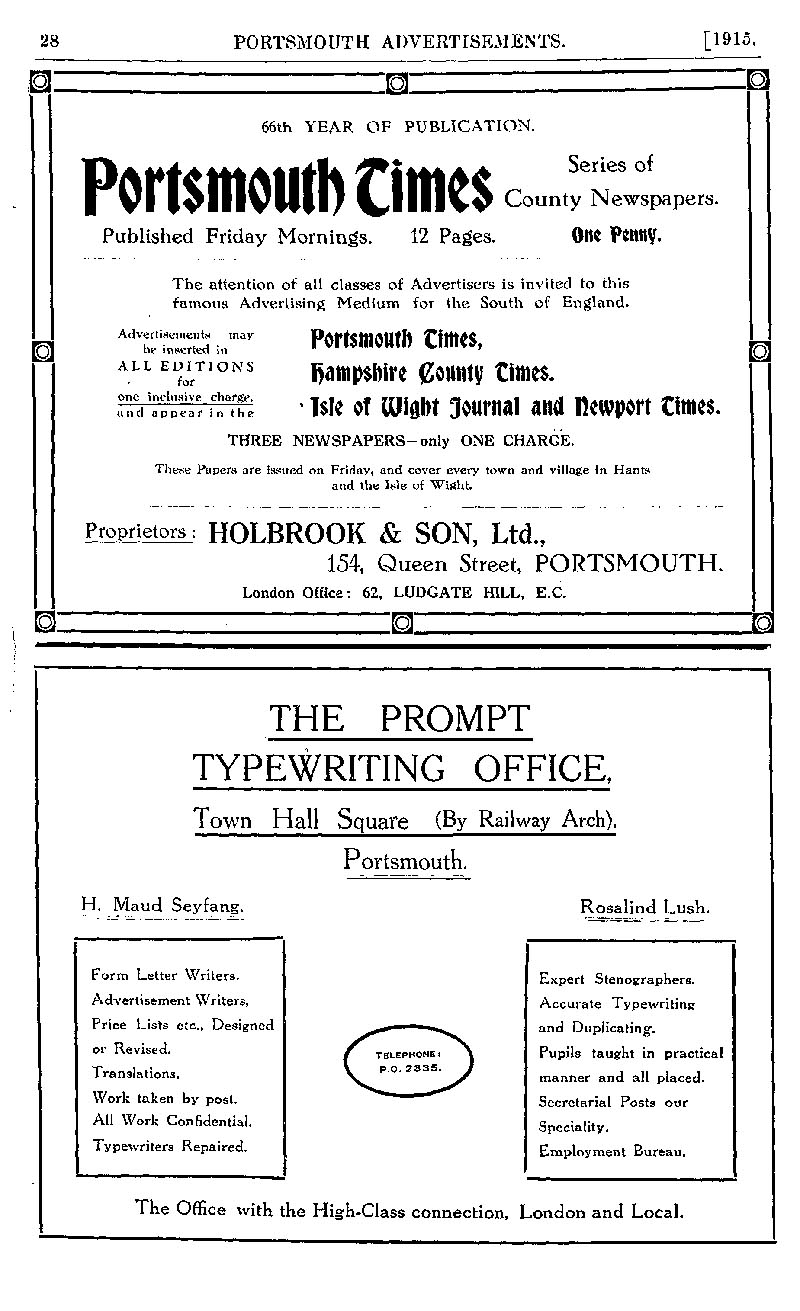 28 PORTSMOUTH ADVERTISEMENTS. [1915.
66th YEAR OF PUBLICATION.
Portsmouth Times Series of
County Newspapers.
Published Friday Mornings. 12 Pages. One Penny.
The attention of all classes of Advertisers is invited to this
famous Advertising Medium for the South of England.
Advertisements may
be inserted in
ALL EDITIONS
for
one inclusive charge,
and appear in the
Portsmouth Times,
Hampshire County Times.
Isle of Wight Journal and Newport Times.
THREE NEWSPAPERS—only ONE CHARGE.
These Papers are issued on Friday, and cover every town and village in Hants
and the Isle of Wight.
Proprietors: HOLBROOK & SON, Ltd.,
154, Queen Street, PORTSMOUTH.
London Office: 62, LUDGATE HILL, E.C.
THE PROMPT
TYPEWRITING OFFICE,
Town Hall Square (By Railway Arch),
Portsmouth.
H. Maud Seyfang. Rosalind Lush.
Form Letter Writers.
Advertisement Writers,
Price Lists etc., Designed
or Revised.
Translations.
Work taken by post.
All Work Confidential.
Typewriters Repaired.
TELEPHONE:
P.O. 2335.
Expert Stenographers.
Accurate Typewriting
and Duplicating.
Pupils taught in practical
manner and all placed.
Secretarial Posts our
Speciality.
Employment Bureau.
The Office with the High-Class connection, London and Local.